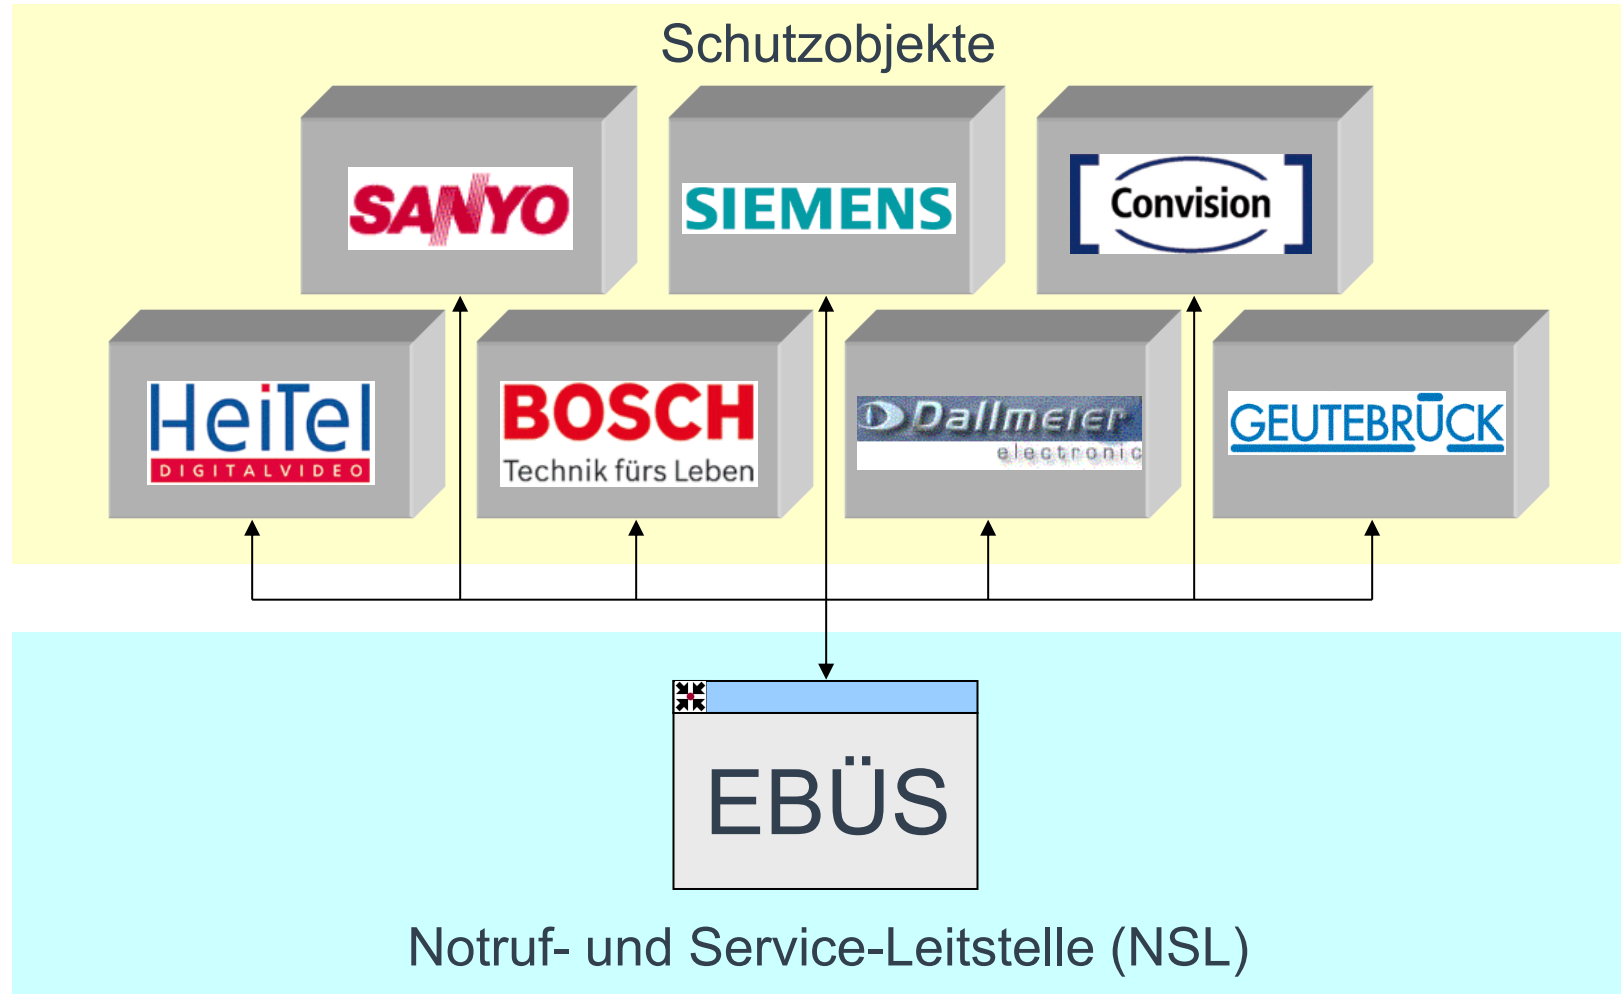 Schutzobjekte
SANYO
SIEMENS
Convision
HeiTel
DIGITALVIDEO
BOSCH
Technik fürs Leben
Dallmeier
electronic
GEUTEBRÜCK
EBÜS
Notruf- und Service-Leitstelle (NSL)